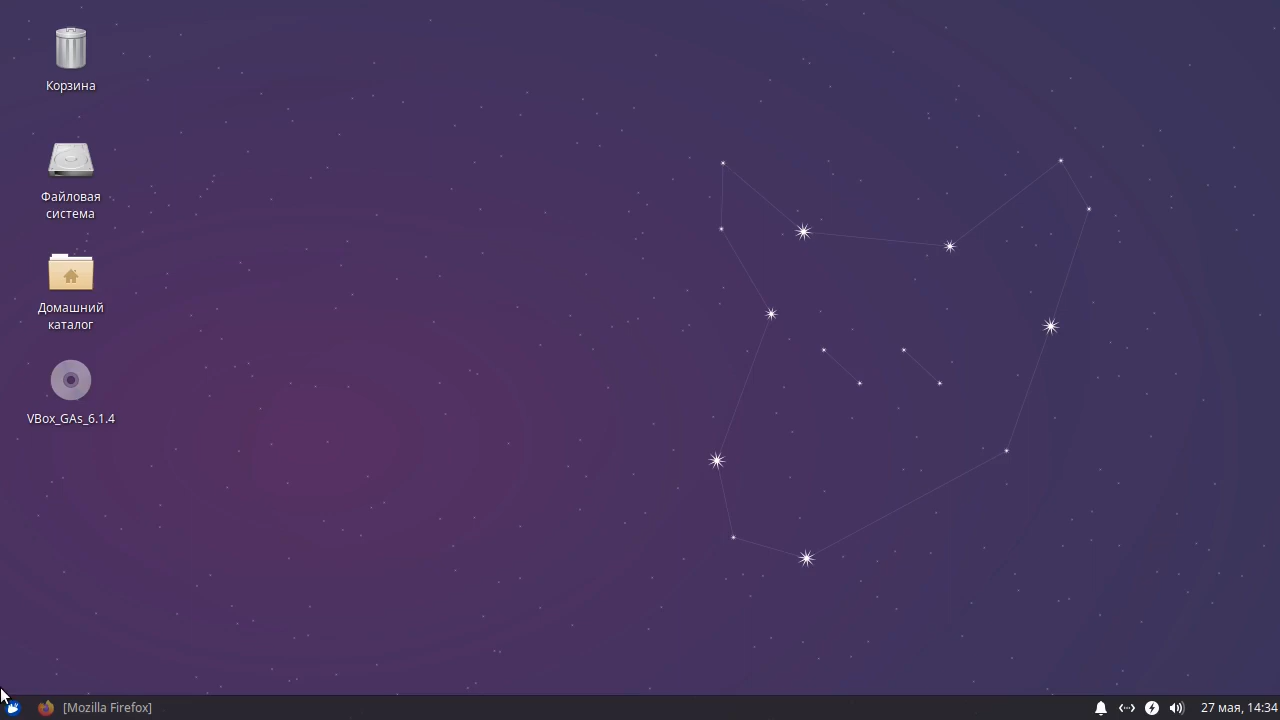 Корзина
Файловая
система
Домашний
каталог
VBox_GAs_6.1.4
[Mozilla Firefox]
27 мая, 14:34